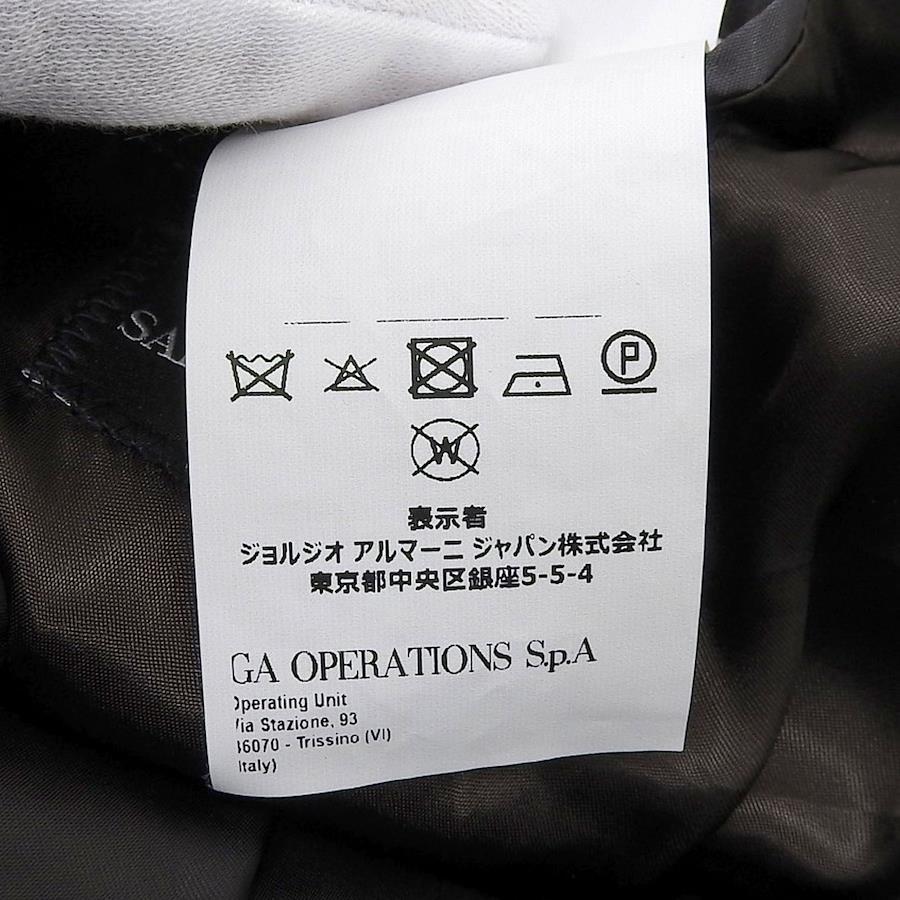 SA
P
W
表示者
ジョルジオ アルマーニ ジャパン株式会社
東京都中央区銀座5-5-4
GA OPERATIONS S.p.A
Operating Unit
Via Stazione, 93
36070 - Trissino (VI)
Italy)